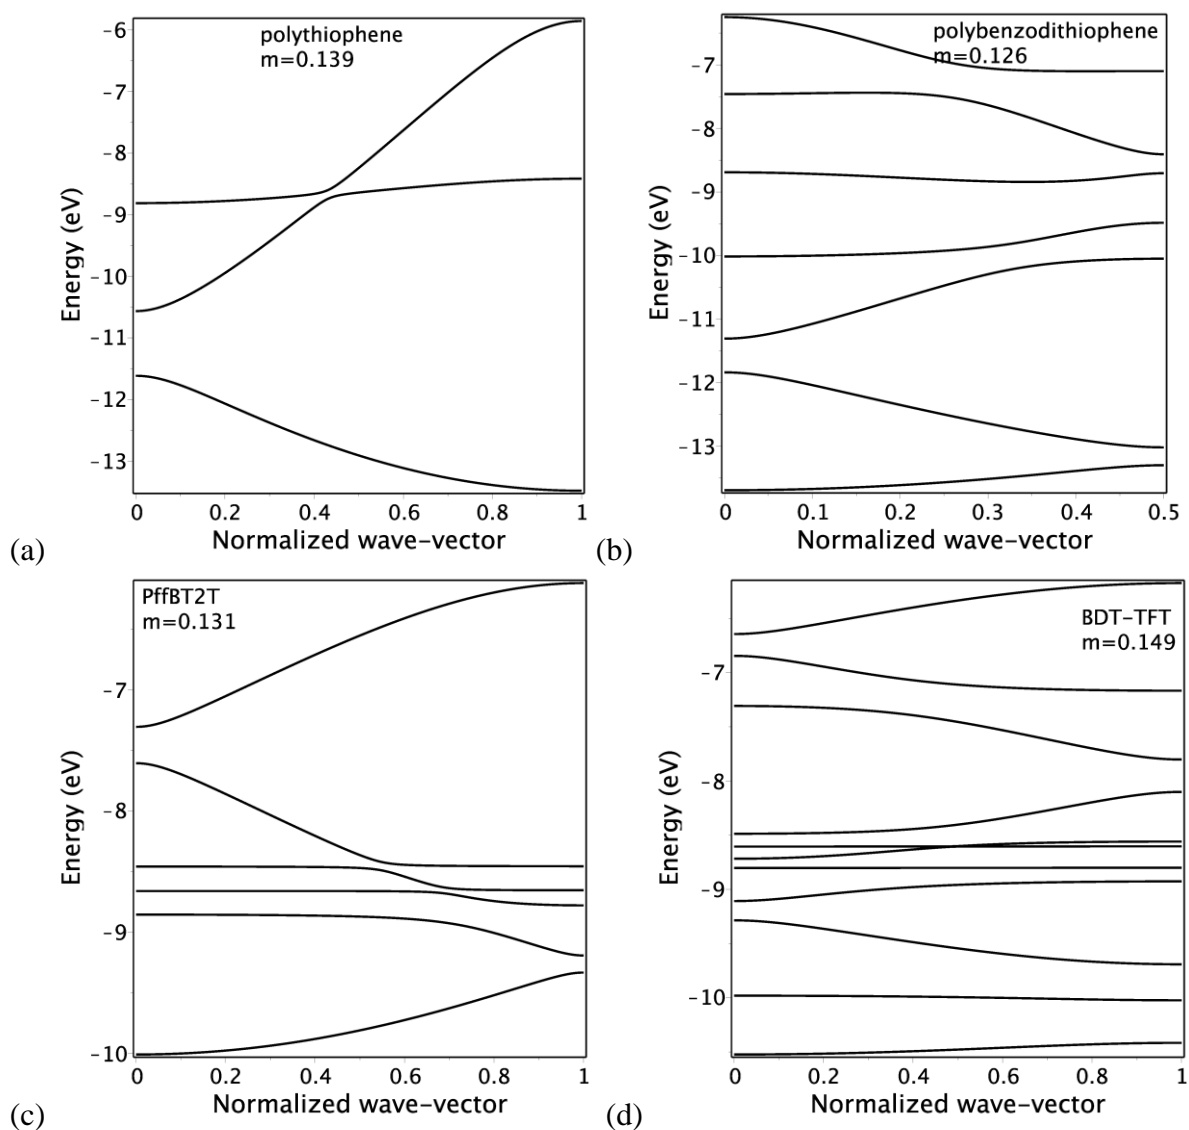 polythiophene
m=0.139
Energy (eV)
-6
-7
-8
-9
-10
-11
-12
-13
0 0.2 0.4 0.6 0.8 1
Normalized wave-vector
(a)
polybenzodithiophene
m=0.126
Energy (eV)
-7
-8
-9
-10
-11
-12
-13
0 0.1 0.2 0.3 0.4 0.5
Normalized wave-vector
(b)
PffBT2T
m=0.131
Energy (eV)
-7
-8
-9
-10
0 0.2 0.4 0.6 0.8 1
Normalized wave-vector
(c)
BDT-TFT
m=0.149
Energy (eV)
-7
-8
-9
-10
0 0.2 0.4 0.6 0.8 1
Normalized wave-vector
(d)